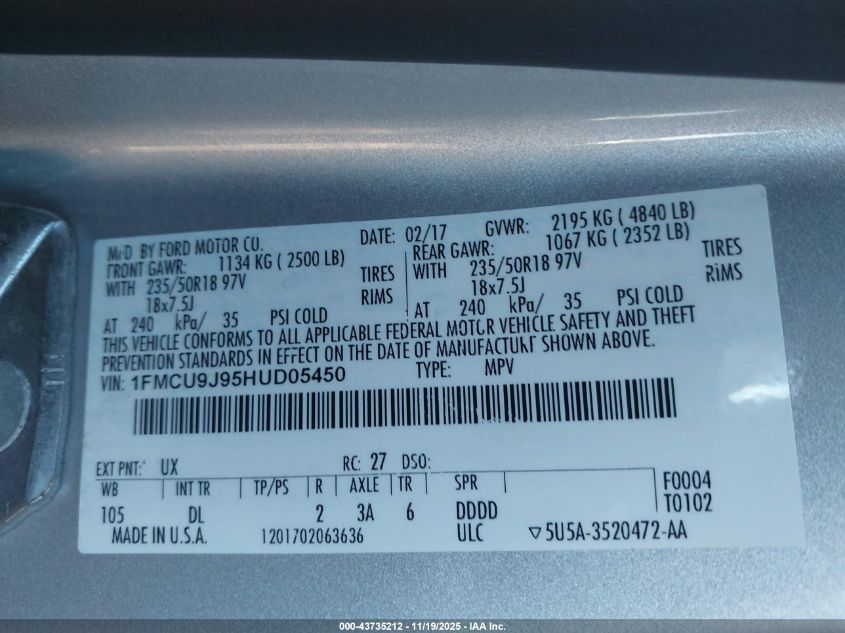 MFD BY FORD MOTOR CO. DATE: 02/17 GVWR: 2195 KG ( 4840 LB)
FRONT GAWR: 1134 KG ( 2500 LB) REAR GAWR: 1067 KG ( 2352 LB)
WITH 235/50R18 97V TIRES WITH 235/50R18 97V TIRES
18x7.5J RIMS 18x7.5J RIMS
AT 240 kPa/ 35 PSI COLD AT 240 kPa/ 35 PSI COLD
THIS VEHICLE CONFORMS TO ALL APPLICABLE FEDERAL MOTOR VEHICLE SAFETY AND THEFT
PREVENTION STANDARDS IN EFFECT ON THE DATE OF MANUFACTURE SHOWN ABOVE.
VIN: 1FMCU9J95HUD05450 TYPE: MPV
EXT PNT: UX RC: 27 DSO:
WB INT TR TP/PS R AXLE TR SPR F0004
105 DL 2 3A 6 DDDD T0102
MADE IN U.S.A. 1201702063636 ULC ▽5U5A-3520472-AA
000-43735212 - 11/19/2025 - IAA Inc.